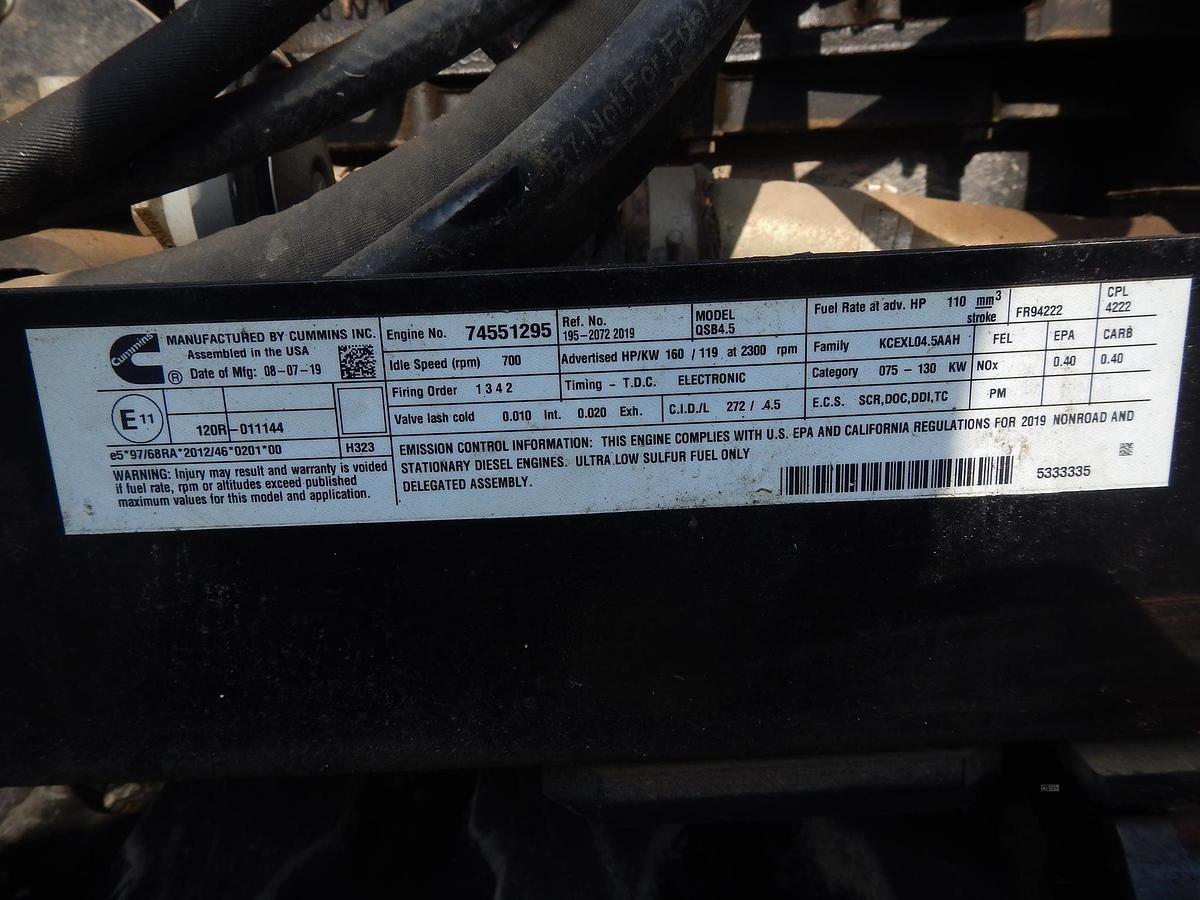 R7 Not For Fuel
Cummins
®
MANUFACTURED BY CUMMINS INC.
Assembled in the USA
Date of Mfg: 08-07-19
E11
120R-011144
e5*97/68RA*2012/46*0201*00 H323
WARNING: Injury may result and warranty is voided
if fuel rate, rpm or altitudes exceed published
maximum values for this model and application.
Engine No. 74551295
Idle Speed (rpm) 700
Firing Order 1 3 4 2
Valve lash cold 0.010 Int. 0.020 Exh.
Ref. No.
195-2072 2019
MODEL
QSB4.5
Advertised HP/KW 160 / 119 at 2300 rpm
Timing - T.D.C. ELECTRONIC
C.I.D./L 272 / .4.5
Fuel Rate at adv. HP 110 mm3
stroke
Family KCEXL04.5AAH
Category 075 - 130 KW
E.C.S. SCR,DOC,DDI,TC
FR94222
CPL
4222
FEL EPA CARB
NOx 0.40 0.40
PM
EMISSION CONTROL INFORMATION: THIS ENGINE COMPLIES WITH U.S. EPA AND CALIFORNIA REGULATIONS FOR 2019 NONROAD AND
STATIONARY DIESEL ENGINES. ULTRA LOW SULFUR FUEL ONLY
DELEGATED ASSEMBLY.
5333335